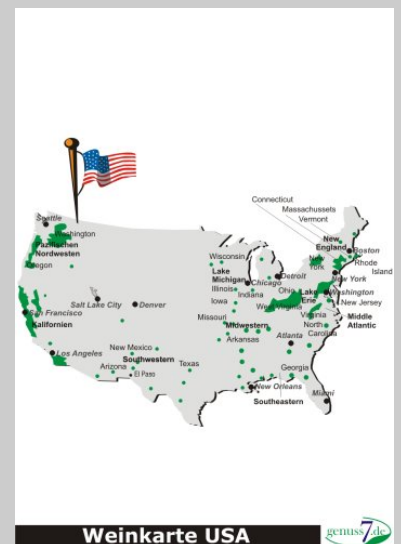 Connecticut
Massachussets
Vermont
Seattle
Washington
Pazifischen
Nordwesten
Oregon
New
England
Boston
Rhode
Island
New
York
New York
Wisconsin
Lake
Michigan
Chicago
Detroit
Illinois
Indiana
Ohio
Lake
Erie
Washington
New Jersey
Iowa
West Virginia
Virginia
Middle
Atlantic
Salt Lake City
Denver
San Francisco
Kalifornien
Missouri
Midwestern
North
Carolina
Arkansas
Atlanta
Los Angeles
New Mexico
Southwestern
Arizona
El Paso
Texas
Georgia
New Orleans
Southeastern
Miami
Weinkarte USA
genuss7.de